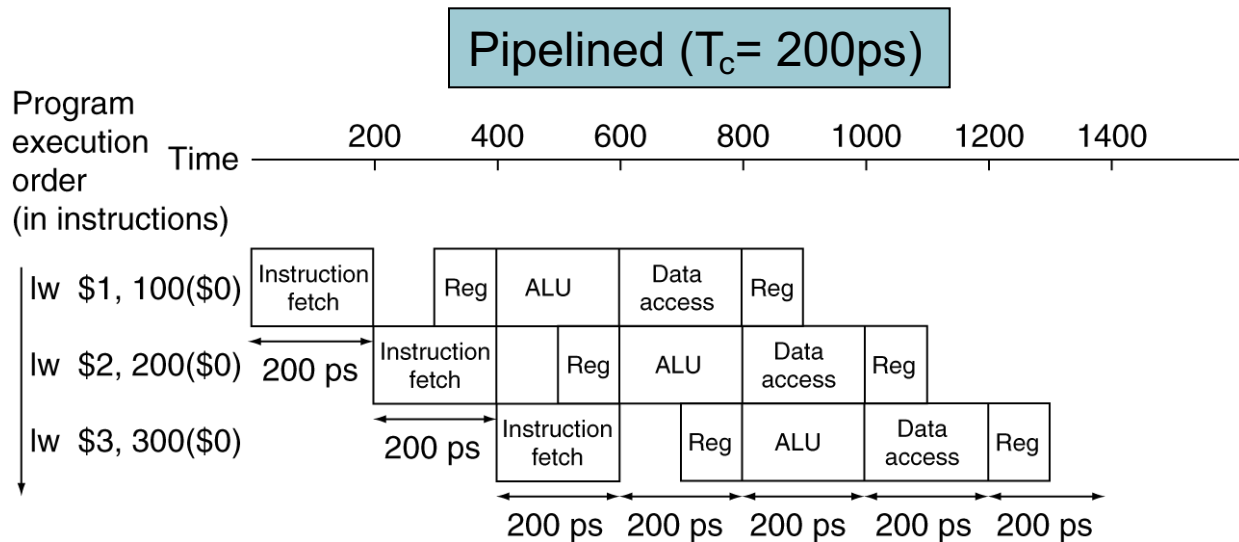 Pipelined (Tc= 200ps)
Program
execution
order
(in instructions)
Time
200 400 600 800 1000 1200 1400
lw $1, 100($0)
Instruction
fetch
Reg
ALU
Data
access
Reg
200 ps
lw $2, 200($0)
Instruction
fetch
Reg
ALU
Data
access
Reg
200 ps
lw $3, 300($0)
Instruction
fetch
Reg
ALU
Data
access
Reg
200 ps 200 ps 200 ps 200 ps 200 ps